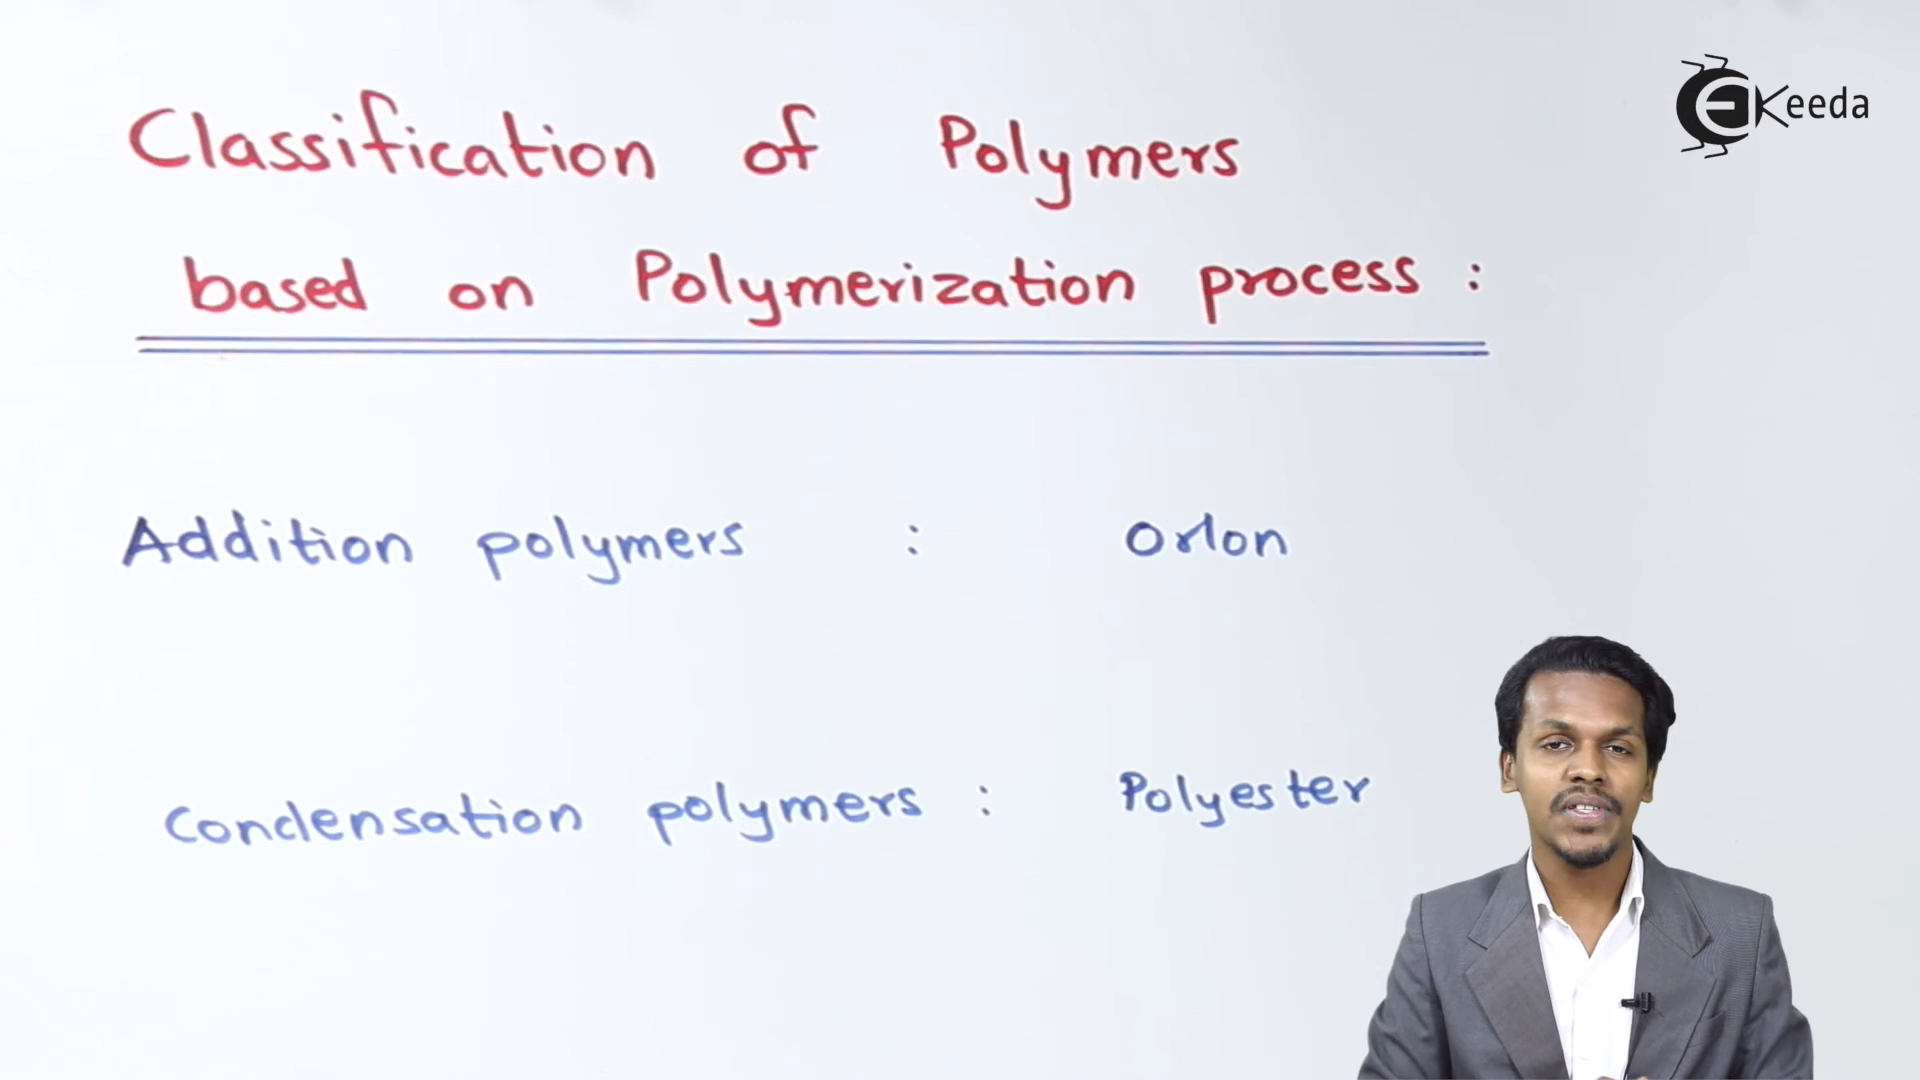 EKeeda
Classification of Polymers
based on Polymerization process :
Addition polymers : Orlon
Condensation polymers : Polyester